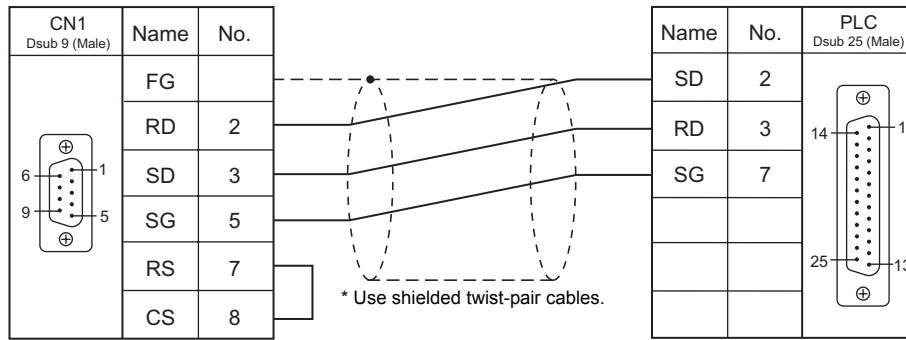 CN1
Dsub 9 (Male)
Name
No.
FG
RD
2
SD
3
SG
5
RS
7
CS
8
6
1
9
5
* Use shielded twist-pair cables.
Name
No.
PLC
Dsub 25 (Male)
SD
2
RD
3
SG
7
14
1
25
13